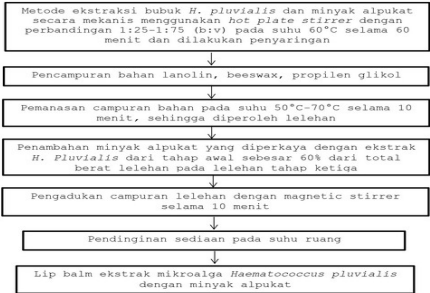 Metode ekstraksi bubuk H. pluvialis dan minyak alpukat
secara mekanis menggunakan hot plate stirrer dengan
perbandingan 1:25-1:75 (b:v) pada suhu 60°C selama 60
menit dan dilakukan penyaringan
Pencampuran bahan lanolin, beeswax, propilen glikol
Pemanasan campuran bahan pada suhu 50°C-70°C selama 10
menit, sehingga diperoleh lelehan
Penambahan minyak alpukat yang diperkaya dengan ekstrak
H. Pluvialis dari tahap awal sebesar 60% dari total
berat lelehan pada lelehan tahap ketiga
Pengadukan campuran lelehan dengan magnetic stirrer
selama 10 menit
Pendinginan sediaan pada suhu ruang
Lip balm ekstrak mikroalga Haematococcus pluvialis
dengan minyak alpukat